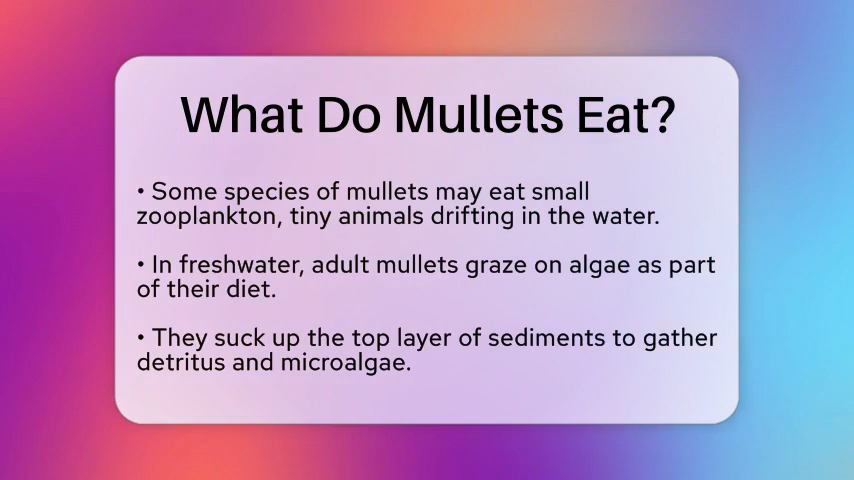 What Do Mullets Eat?
• Some species of mullets may eat small
zooplankton, tiny animals drifting in the water.
• In freshwater, adult mullets graze on algae as part
of their diet.
• They suck up the top layer of sediments to gather
detritus and microalgae.